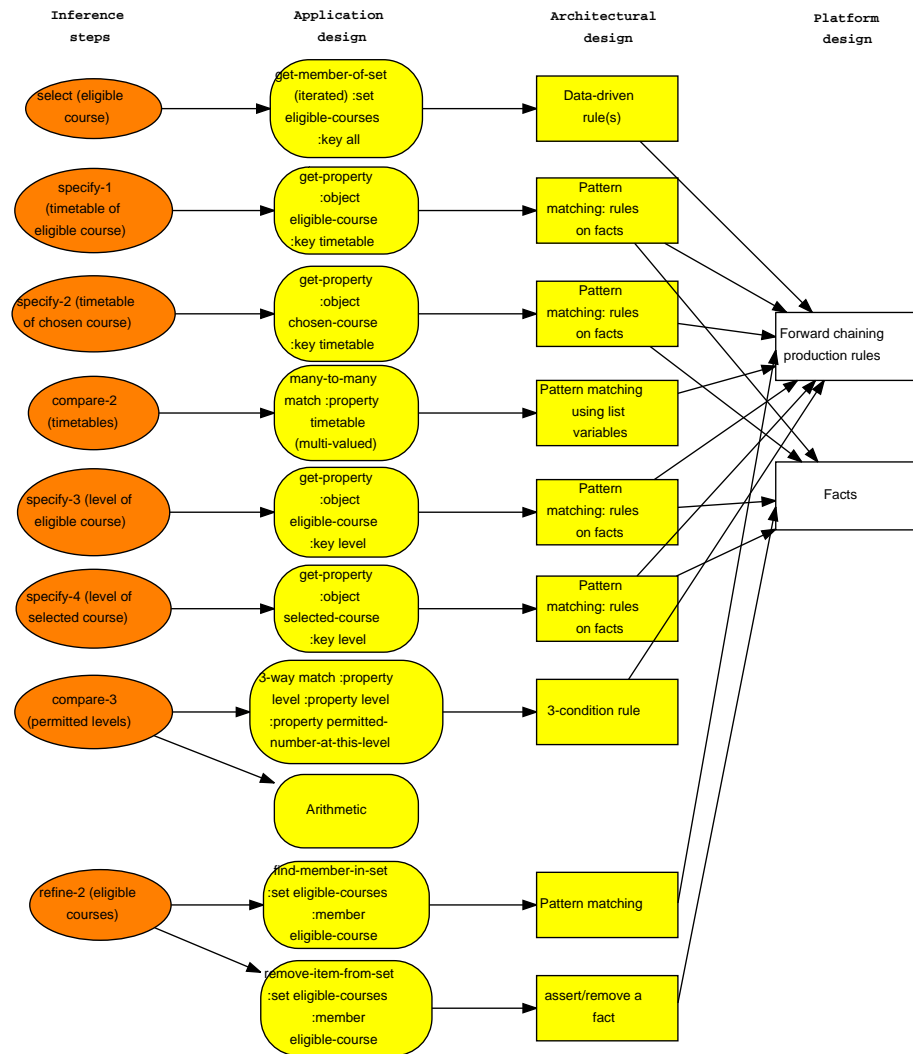 Inference
steps
Application
design
Architectural
design
Platform
design
select (eligible
course)
get-member-of-set
(iterated) :set
eligible-courses
:key all
Data-driven
rule(s)
specify-1
(timetable of
eligible course)
get-property
:object
eligible-course
:key timetable
Pattern
matching: rules
on facts
specify-2 (timetable
of chosen course)
get-property
:object
chosen-course
:key timetable
Pattern
matching: rules
on facts
Forward chaining
production rules
compare-2
(timetables)
many-to-many
match :property
timetable
(multi-valued)
Pattern matching
using list
variables
specify-3 (level of
eligible course)
get-property
:object
eligible-course
:key level
Pattern
matching: rules
on facts
Facts
specify-4 (level of
selected course)
get-property
:object
selected-course
:key level
Pattern
matching: rules
on facts
compare-3
(permitted levels)
3-way match :property
level :property level
:property permitted-
number-at-this-level
3-condition rule
Arithmetic
refine-2 (eligible
courses)
find-member-in-set
:set eligible-courses
:member
eligible-course
Pattern matching
remove-item-from-set
:set eligible-courses
:member
eligible-course
assert/remove a
fact